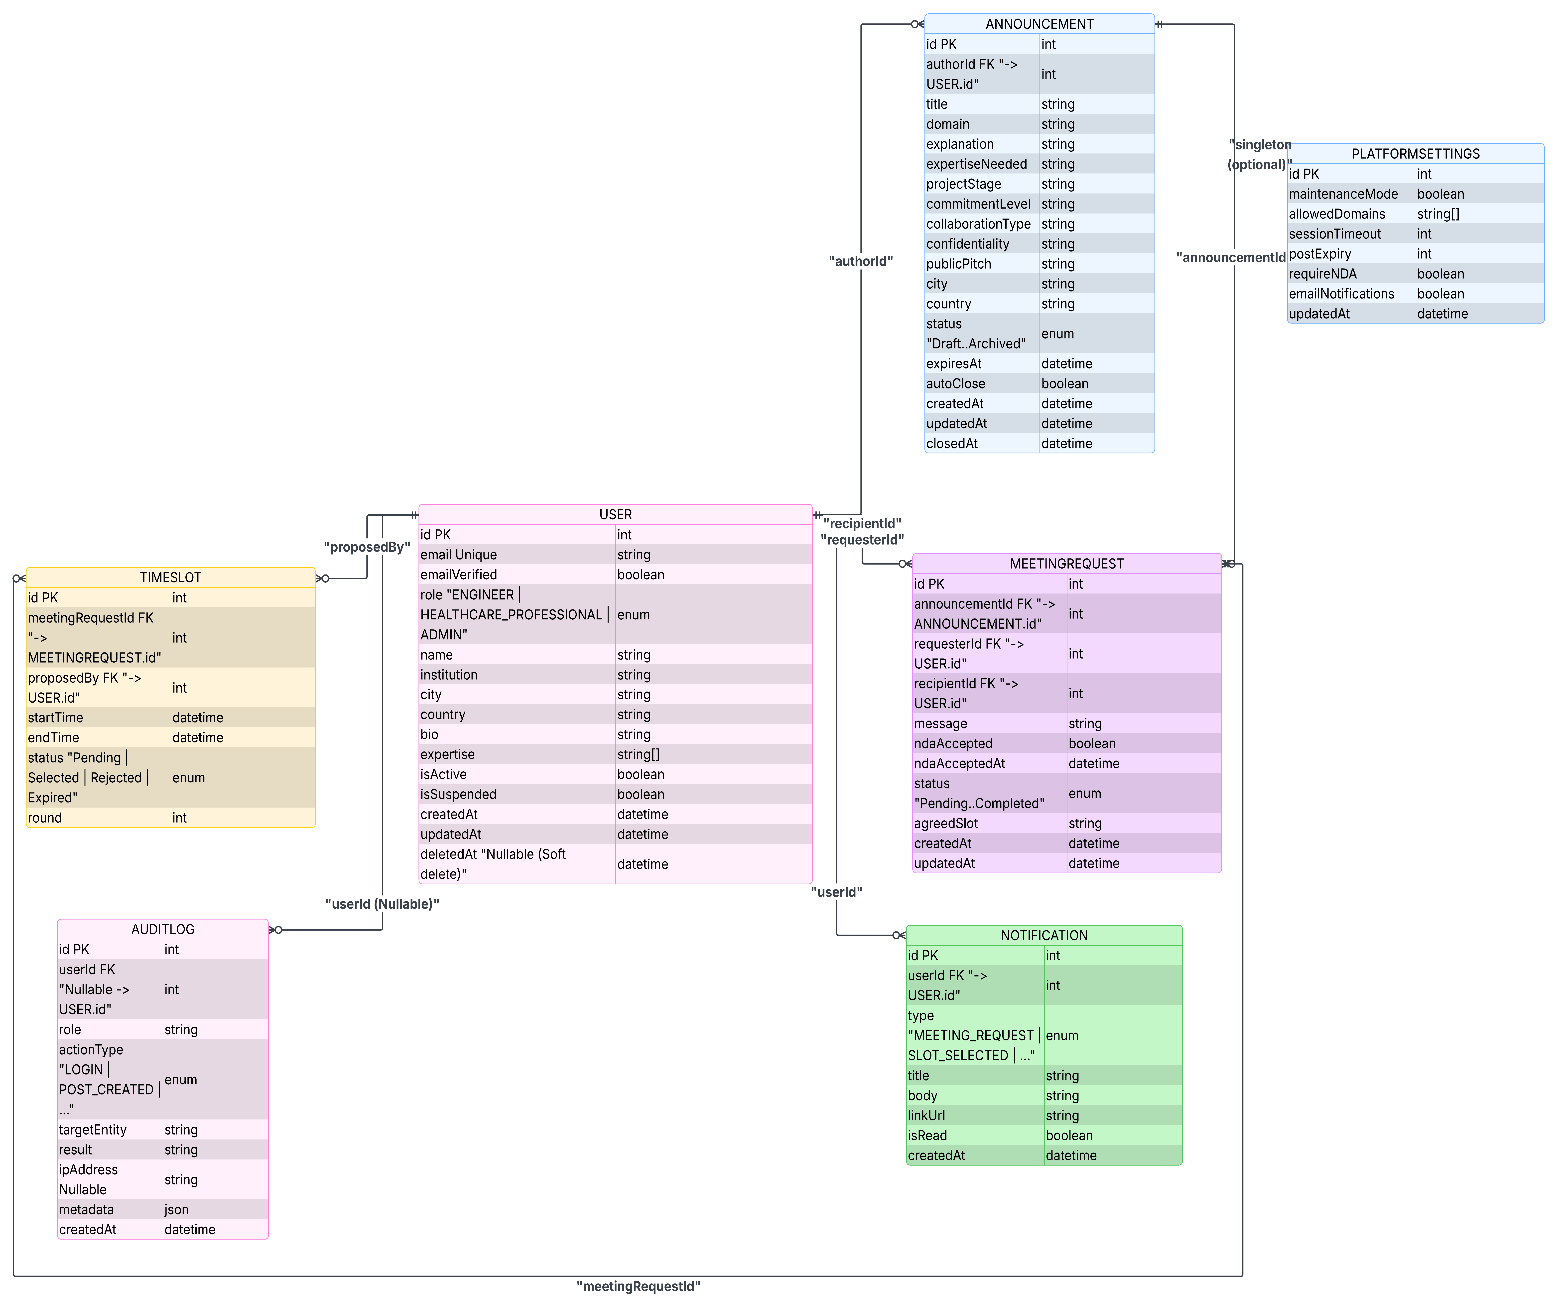 ANNOUNCEMENT
id PK int
authorId FK "->
USER.id" int
title string
domain string
explanation string
expertiseNeeded string
projectStage string
commitmentLevel string
collaborationType string
confidentiality string
publicPitch string
city string
country string
status
"Draft..Archived" enum
expiresAt datetime
autoClose boolean
createdAt datetime
updatedAt datetime
closedAt datetime
"singleton
(optional)"
PLATFORMSETTINGS
id PK int
maintenanceMode boolean
allowedDomains string[]
sessionTimeout int
postExpiry int
requireNDA boolean
emailNotifications boolean
updatedAt datetime
"authorId"
"announcementId
USER
id PK int
email Unique string
emailVerified boolean
role "ENGINEER |
HEALTHCARE_PROFESSIONAL | enum
ADMIN"
name string
institution string
city string
country string
bio string
expertise string[]
isActive boolean
isSuspended boolean
createdAt datetime
updatedAt datetime
deletedAt "Nullable (Soft
delete)" datetime
"recipientId"
"requesterId"
"proposedBy"
TIMESLOT
id PK int
meetingRequestId FK
"-> int
MEETINGREQUEST.id"
proposedBy FK "->
USER.id" int
startTime datetime
endTime datetime
status "Pending |
Selected | Rejected | enum
Expired"
round int
MEETINGREQUEST
id PK int
announcementId FK "->
ANNOUNCEMENT.id" int
requesterId FK "->
USER.id" int
recipientId FK "->
USER.id" int
message string
ndaAccepted boolean
ndaAcceptedAt datetime
status
"Pending..Completed" enum
agreedSlot string
createdAt datetime
updatedAt datetime
"userId (Nullable)"
"userId"
AUDITLOG
id PK int
userId FK
"Nullable -> int
USER.id"
role string
actionType
"LOGIN |
POST_CREATED | enum
..."
targetEntity string
result string
ipAddress
Nullable string
metadata json
createdAt datetime
NOTIFICATION
id PK int
userId FK "->
USER.id" int
type
"MEETING_REQUEST | enum
SLOT_SELECTED | ..."
title string
body string
linkUrl string
isRead boolean
createdAt datetime
"meetingRequestId"